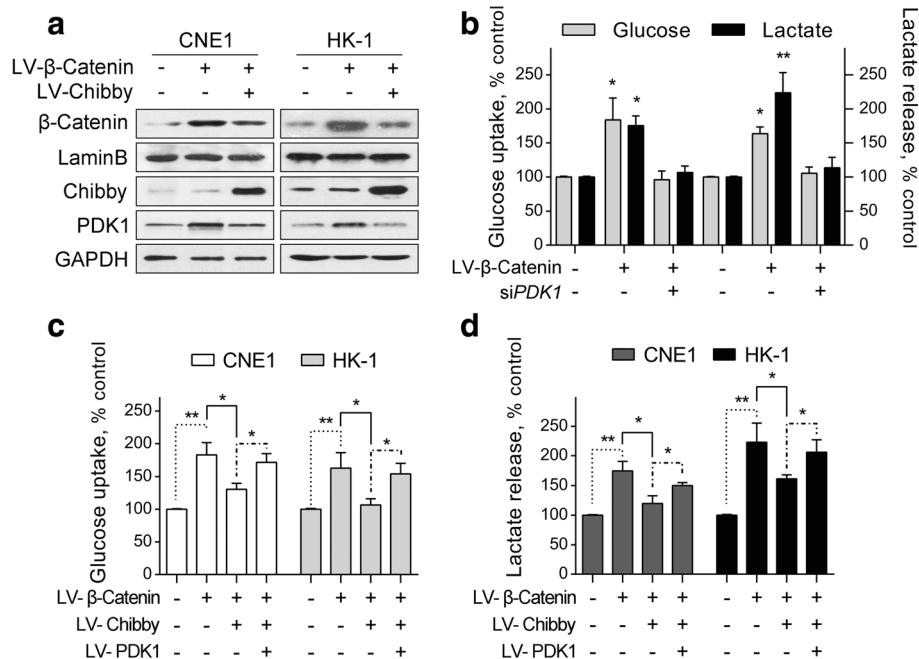 a
CNE1 HK-1
LV-β-Catenin - + + - + +
LV-Chibby - - + - - +
β-Catenin
LaminB
Chibby
PDK1
GAPDH
b
Glucose Lactate
Glucose uptake, % control
Lactate release, % control
250 250
200 200
150 150
100 100
50 50
0 0
* * * **
LV-β-Catenin - + + - + +
siPDK1 - - + - - +
c
CNE1 HK-1
Glucose uptake, % control
200
150
100
50
0
** * * ** * *
LV- β-Catenin - + + + - + + +
LV- Chibby - - + + - - + +
LV- PDK1 - - - + - - - +
d
CNE1 HK-1
Lactate release, % control
250
200
150
100
50
0
** * * ** * *
LV- β-Catenin - + + + - + + +
LV- Chibby - - + + - - + +
LV- PDK1 - - - + - - - +